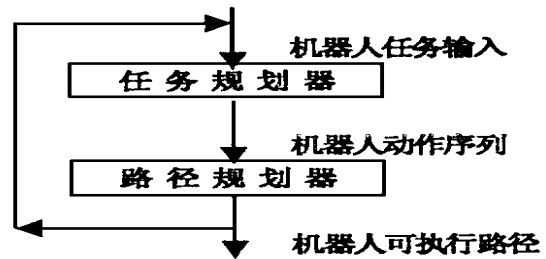 机器人任务输入
任务规划器
机器人动作序列
路径规划器
机器人可执行路径